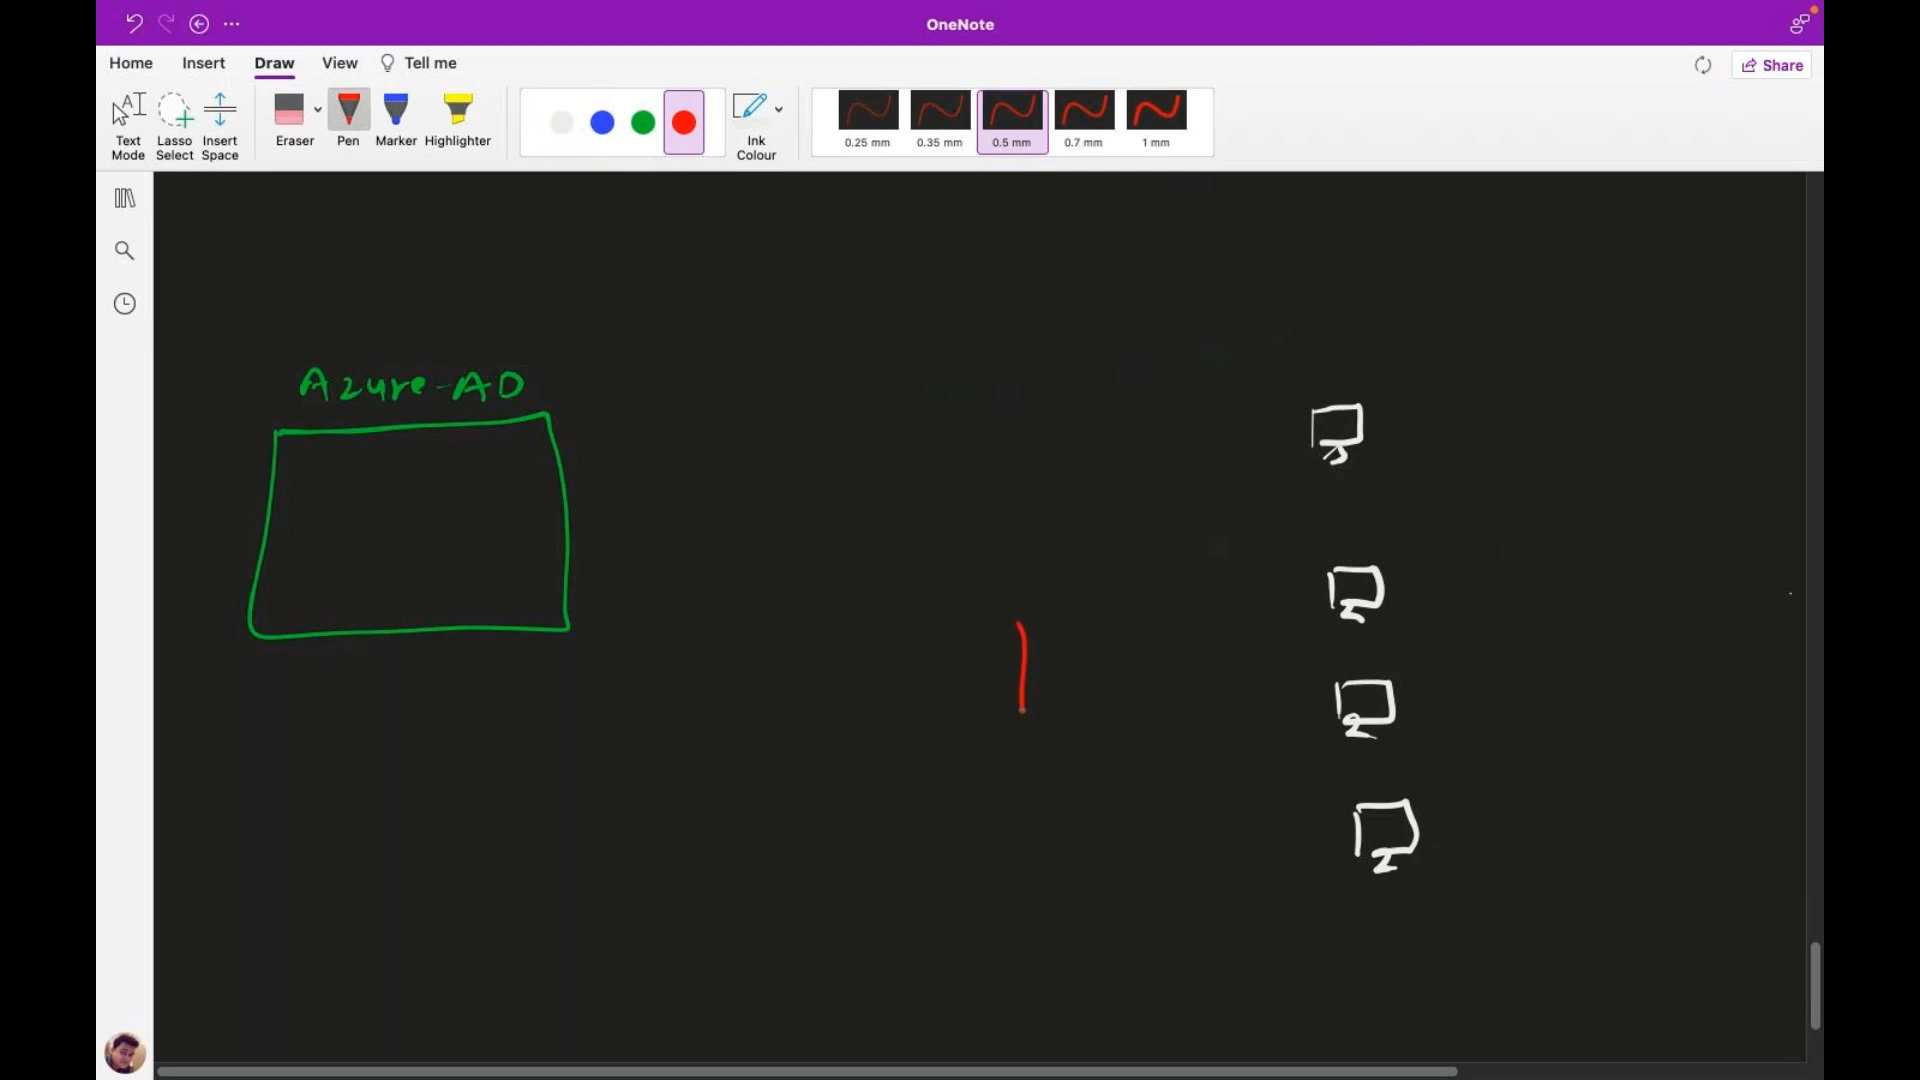 OneNote
Home Insert Draw View Tell me
Share
Text Mode
Lasso Select
Insert Space
Eraser
Pen
Marker
Highlighter
Ink Colour
0.25 mm
0.35 mm
0.5 mm
0.7 mm
1 mm
Azure-AD